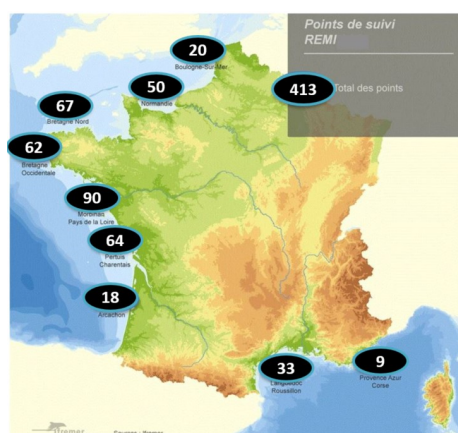 Points de suivi
REMI
413
Total des points
20
Boulogne-Sur-Mer
50
Normandie
67
Bretagne Nord
62
Bretagne
Occidentale
90
Morbihan
Pays de la Loire
64
Pertuis
Charentais
18
Arcachon
33
Languedoc
Roussillon
9
Provence Azur
Corse